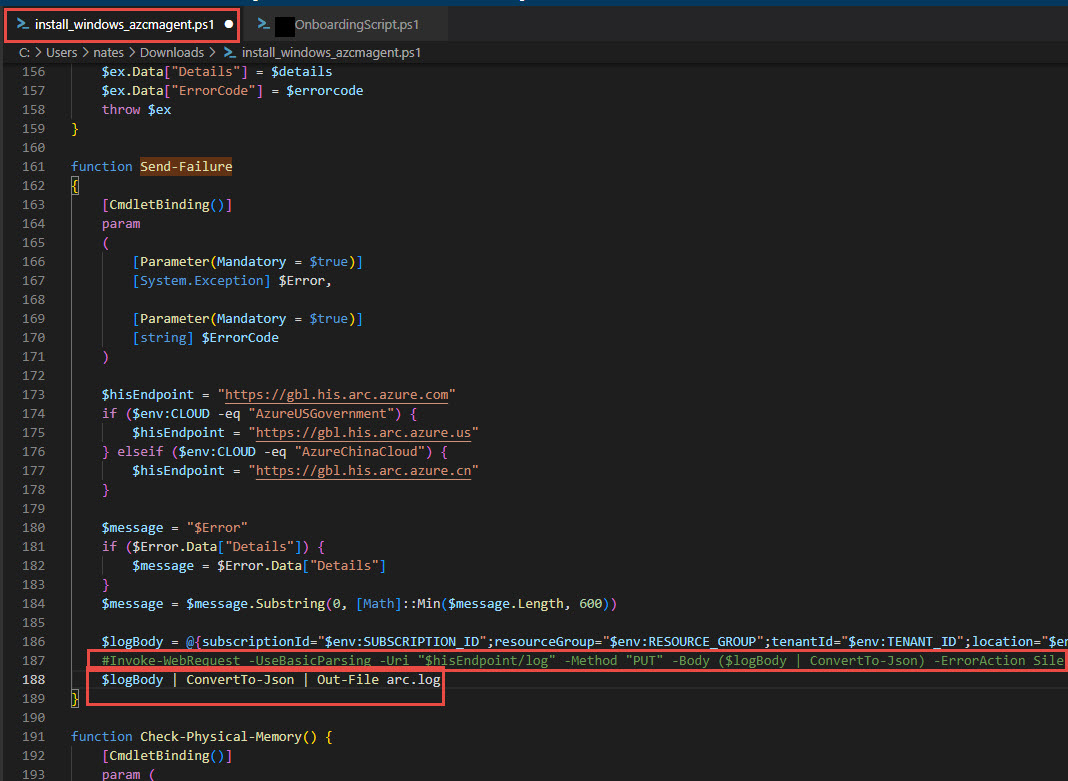 install_windows_azcmagent.ps1 OnboardingScript.ps1
C: > Users > nates > Downloads > install_windows_azcmagent.ps1
156 $ex.Data["Details"] = $details
157 $ex.Data["ErrorCode"] = $errorcode
158 throw $ex
159 }
160
161 function Send-Failure
162 {
163 [CmdletBinding()]
164 param
165 (
166 [Parameter(Mandatory = $true)]
167 [System.Exception] $Error,
168
169 [Parameter(Mandatory = $true)]
170 [string] $ErrorCode
171 )
172
173 $hisEndpoint = "https://gbl.his.arc.azure.com"
174 if ($env:CLOUD -eq "AzureUSGovernment") {
175 $hisEndpoint = "https://gbl.his.arc.azure.us"
176 } elseif ($env:CLOUD -eq "AzureChinaCloud") {
177 $hisEndpoint = "https://gbl.his.arc.azure.cn"
178 }
179
180 $message = "$Error"
181 if ($Error.Data["Details"]) {
182 $message = $Error.Data["Details"]
183 }
184 $message = $message.Substring(0, [Math]::Min($message.Length, 600))
185
186 $logBody = @{subscriptionId="$env:SUBSCRIPTION_ID";resourceGroup="$env:RESOURCE_GROUP";tenantId="$env:TENANT_ID";location="$en
187 #Invoke-WebRequest -UseBasicParsing -Uri "$hisEndpoint/log" -Method "PUT" -Body ($logBody | ConvertTo-Json) -ErrorAction Sile
188 $logBody | ConvertTo-Json | Out-File arc.log
189 }
190
191 function Check-Physical-Memory() {
192 [CmdletBinding()]
193 param (